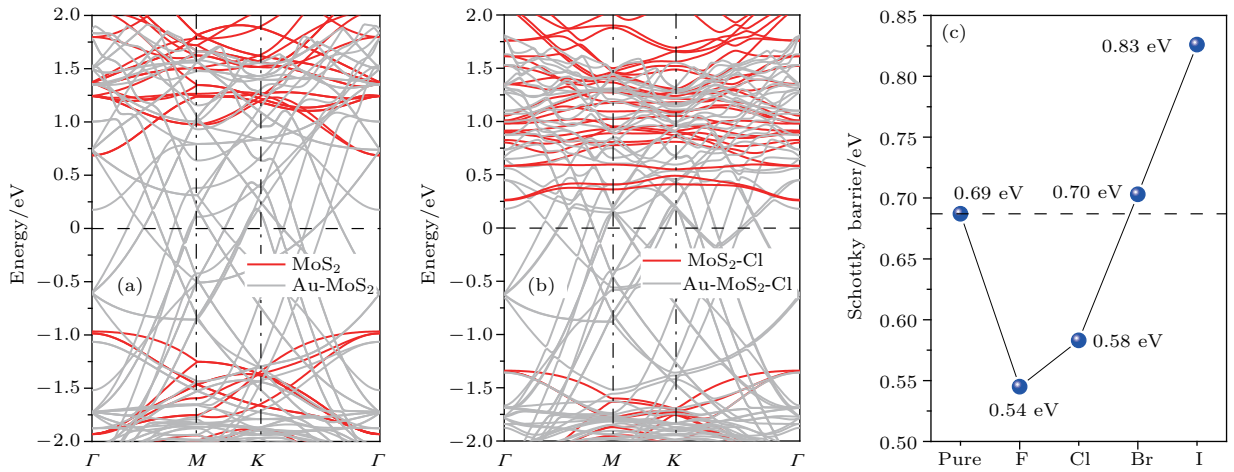 2.0
1.5
1.0
0.5
0
−0.5
−1.0
−1.5
−2.0
Energy/eV
(a)
MoS₂
Au-MoS₂
Γ M K Γ
2.0
1.5
1.0
0.5
0
−0.5
−1.0
−1.5
−2.0
Energy/eV
(b)
MoS₂-Cl
Au-MoS₂-Cl
Γ M K Γ
0.85
0.80
0.75
0.70
0.65
0.60
0.55
0.50
Schottky barrier/eV
(c)
0.83 eV
0.69 eV
0.70 eV
0.58 eV
0.54 eV
Pure F Cl Br I